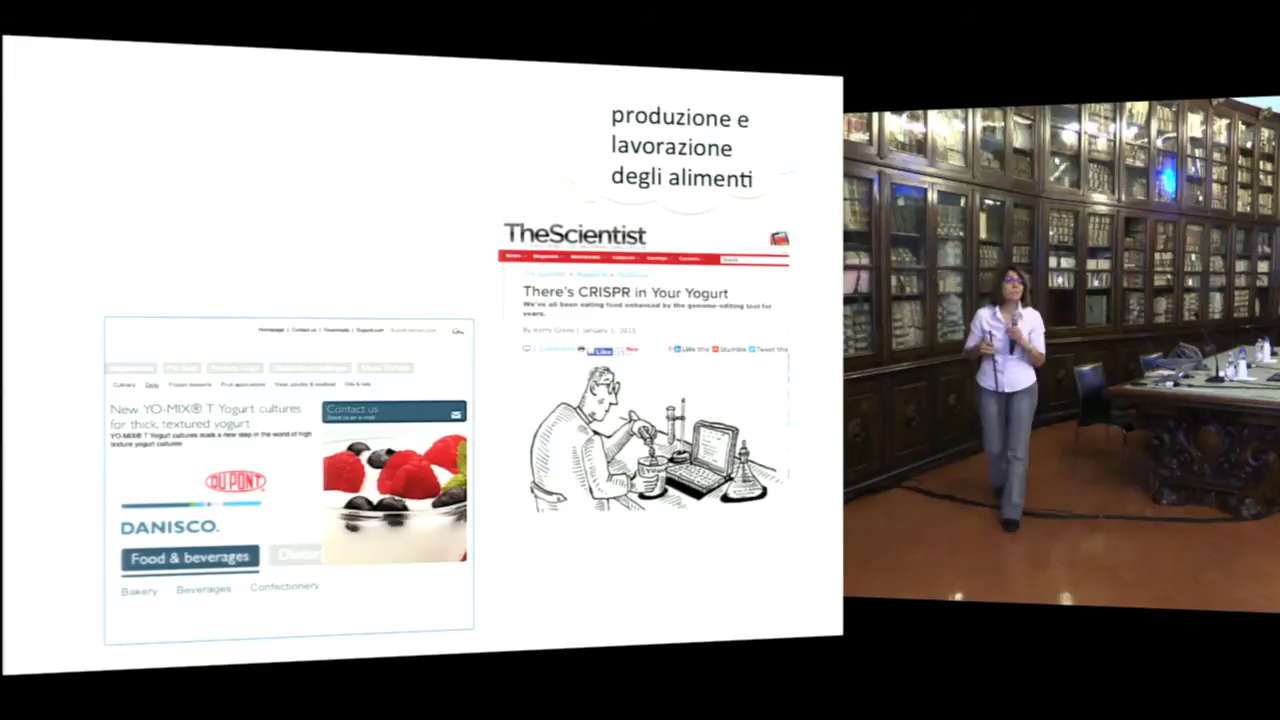 produzione e
lavorazione
degli alimenti
TheScientist
There's CRISPR in Your Yogurt
We've all been eating food enhanced by the genome-editing tool for
years.
By Kerry Grens | January 1, 2015
Like
Like this
Stumble
Tweet this
Homepage | Contact us | Downloads | Dupont.com
Culinary Dairy Frozen desserts Fruit applications Meat, poultry & seafood Oils & fats
New YO-MIX® T Yogurt cultures
for thick, textured yogurt
YO-MIX® T Yogurt cultures mark a new step in the world of high
texture yogurt cultures
Contact us
Send us an e-mail
DU PONT
DANISCO.
Food & beverages
Bakery Beverages Confectionery